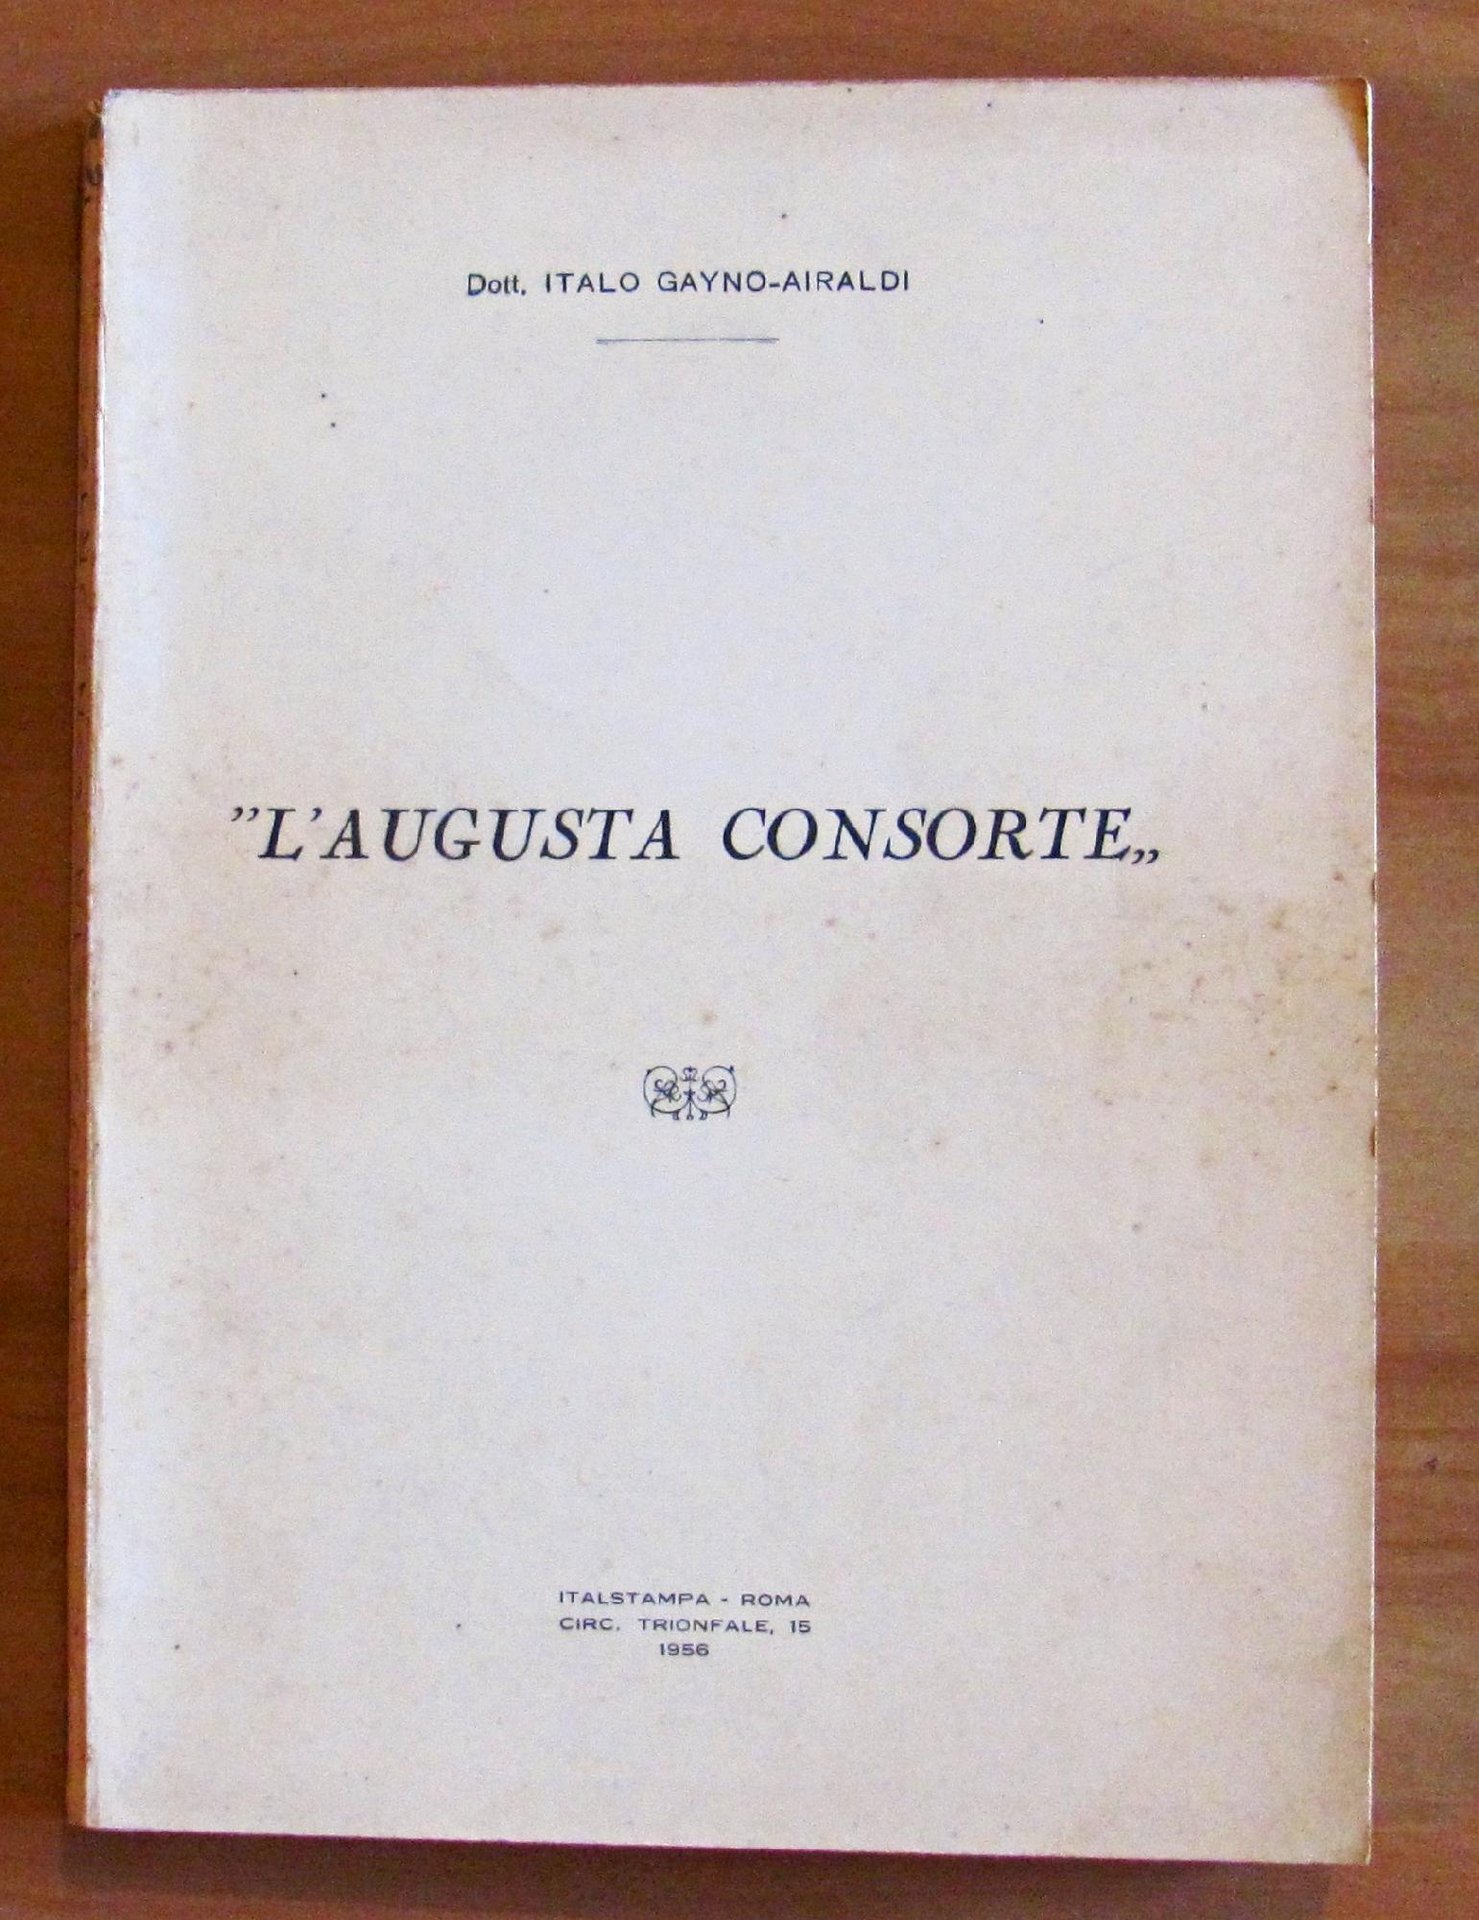 Dott. ITALO GAYNO-AIRALDI
"L'AUGUSTA CONSORTE„
ITALSTAMPA - ROMA
CIRC. TRIONFALE, 15
1956